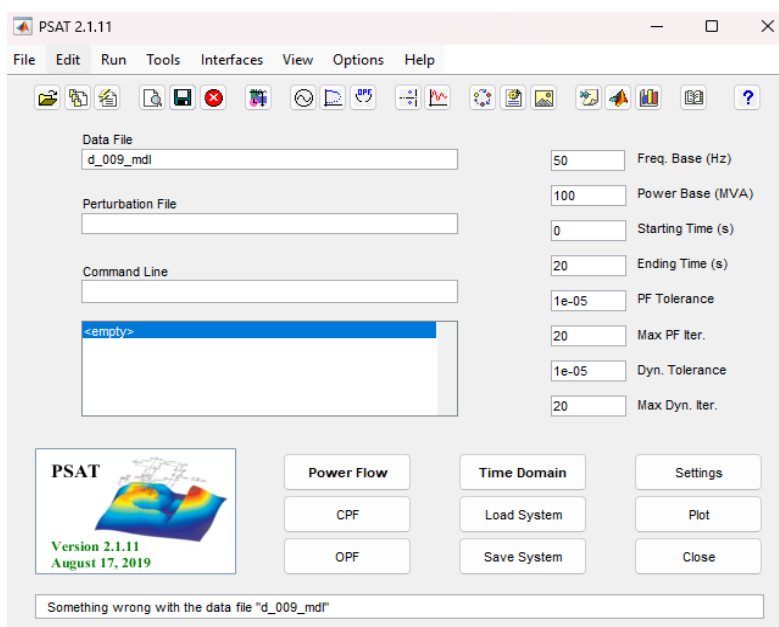 PSAT 2.1.11
File Edit Run Tools Interfaces View Options Help
OPF
?
Data File
d_009_mdl
50 Freq. Base (Hz)
100 Power Base (MVA)
Perturbation File
0 Starting Time (s)
20 Ending Time (s)
Command Line
1e-05 PF Tolerance
<empty>
20 Max PF Iter.
1e-05 Dyn. Tolerance
20 Max Dyn. Iter.
PSAT
Version 2.1.11
August 17, 2019
Power Flow Time Domain Settings
CPF Load System Plot
OPF Save System Close
Something wrong with the data file "d_009_mdl"